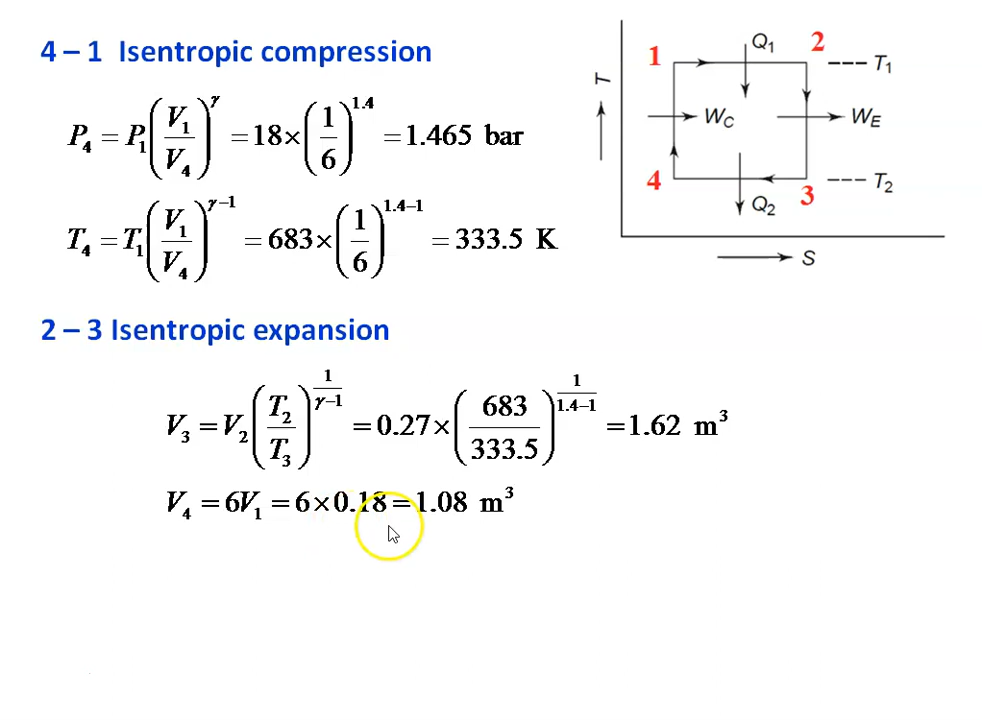 4 – 1 Isentropic compression
P₄ = P₁(V₁/V₄)^γ = 18×(1/6)^1.4 = 1.465 bar
T₄ = T₁(V₁/V₄)^(γ−1) = 683×(1/6)^(1.4−1) = 333.5 K
T
1
Q₁
2
T₁
W_C
W_E
4
Q₂
3
T₂
S
2 – 3 Isentropic expansion
V₃ = V₂(T₂/T₃)^(1/(γ−1)) = 0.27×(683/333.5)^(1/(1.4−1)) = 1.62 m³
V₄ = 6V₁ = 6×0.18 = 1.08 m³